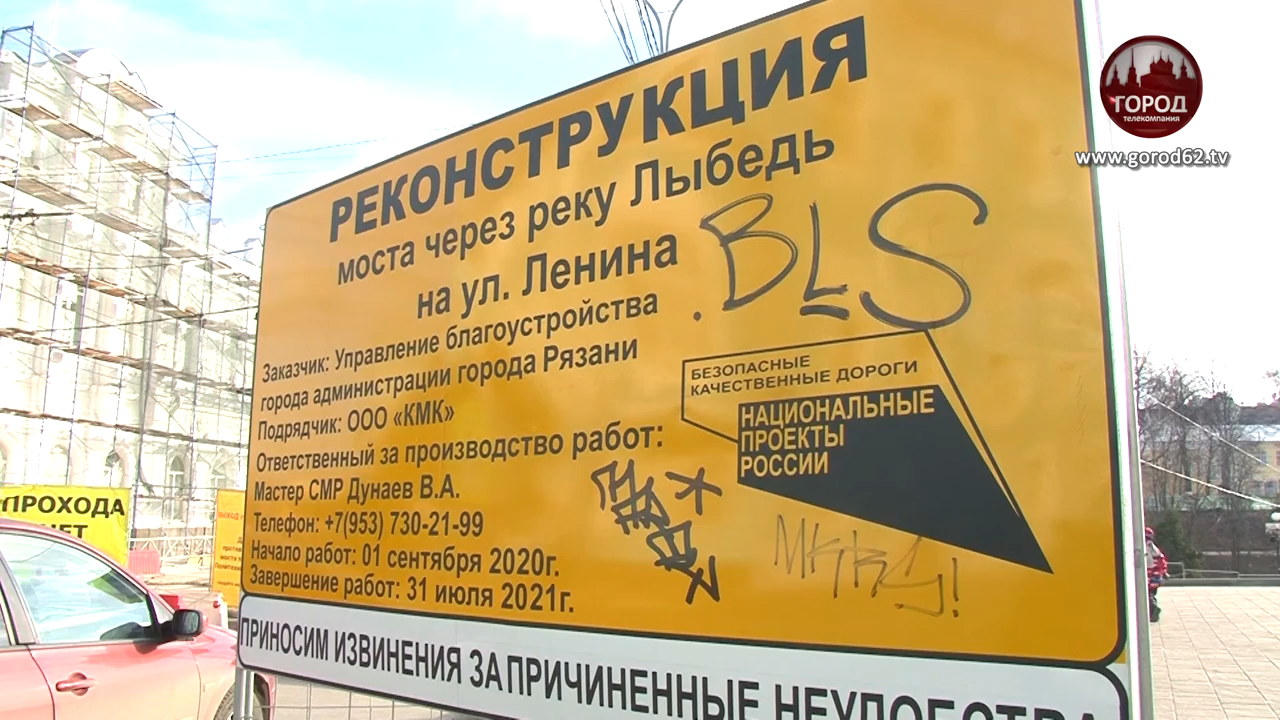 РЕКОНСТРУКЦИЯ
моста через реку Лыбедь
на ул. Ленина
Заказчик: Управление благоустройства
города администрации города Рязани
Подрядчик: ООО «КМК»
Ответственный за производство работ:
Мастер СМР Дунаев В.А.
Телефон: +7(953) 730-21-99
Начало работ: 01 сентября 2020г.
Завершение работ: 31 июля 2021г.
BLS
БЕЗОПАСНЫЕ
КАЧЕСТВЕННЫЕ ДОРОГИ
НАЦИОНАЛЬНЫЕ
ПРОЕКТЫ
РОССИИ
ПРИНОСИМ ИЗВИНЕНИЯ ЗА ПРИЧИНЕННЫЕ НЕУДОБСТВА
ПРОХОДА
НЕТ
ГОРОД
телекомпания
www.gorod62.tv